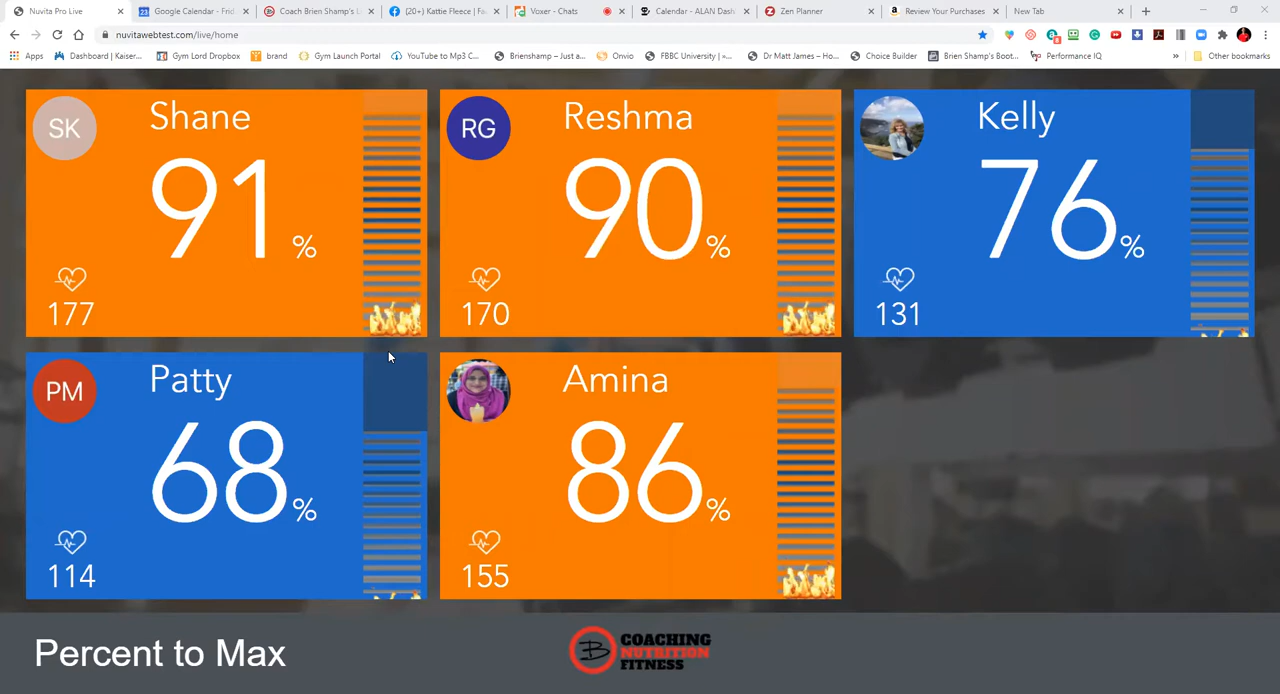 Nuvita Pro Live
Google Calendar - Frid
Coach Brien Shamp's L
(20+) Kattie Fleece | Fa
Voxer - Chats
Calendar - ALAN Dash
Zen Planner
Review Your Purchases
New Tab
nuvitawebtest.com/live/home
Apps
Dashboard | Kaiser...
Gym Lord Dropbox
brand
Gym Launch Portal
YouTube to Mp3 C...
Brienshamp – Just a...
Onvio
FBBC University | »...
Dr Matt James – Ho...
Choice Builder
Brien Shamp's Boot...
Performance IQ
»
Other bookmarks
SK
Shane
91 %
177
RG
Reshma
90 %
170
Kelly
76 %
131
PM
Patty
68 %
114
Amina
86 %
155
Percent to Max
B
COACHING
NUTRITION
FITNESS